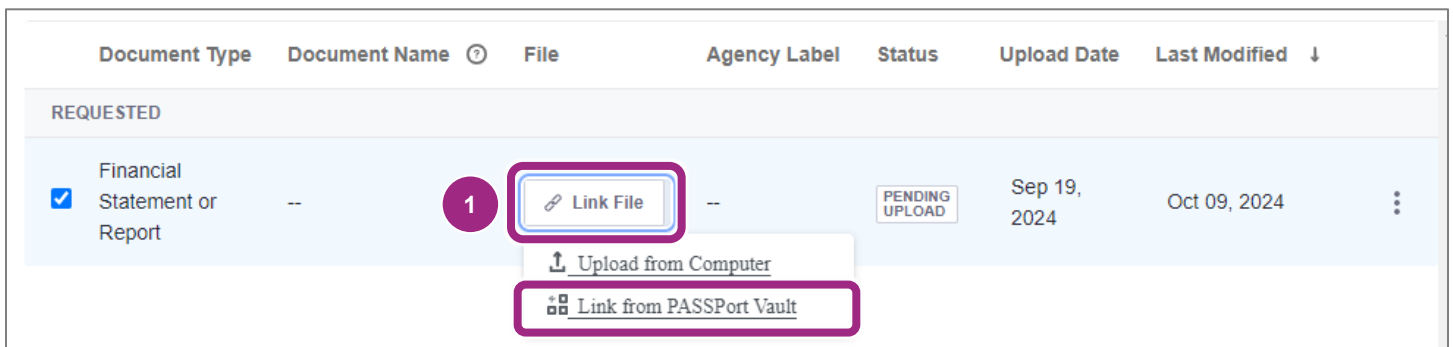 Document Type Document Name ? File Agency Label Status Upload Date Last Modified ↓
REQUESTED
Financial
Statement or
Report
--
1
Link File
--
PENDING
UPLOAD
Sep 19,
2024
Oct 09, 2024
Upload from Computer
Link from PASSPort Vault